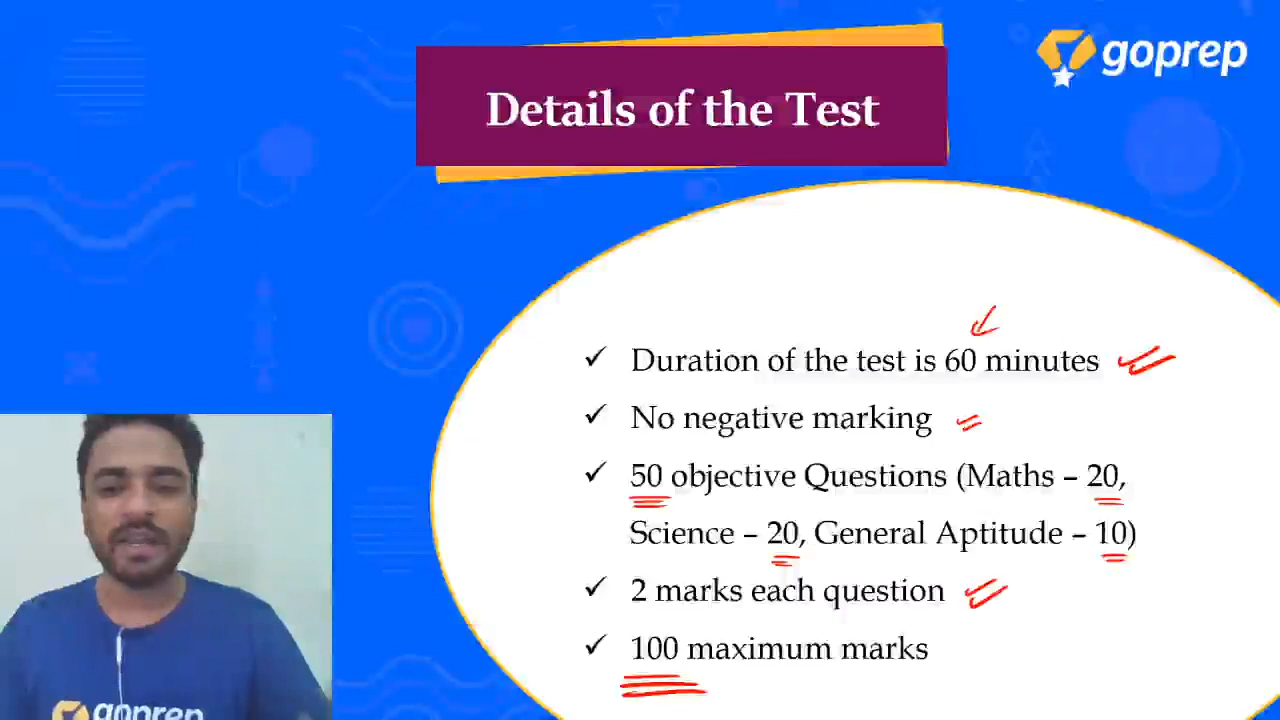 goprep
Details of the Test
✓ Duration of the test is 60 minutes
✓ No negative marking
✓ 50 objective Questions (Maths – 20,
Science – 20, General Aptitude – 10)
✓ 2 marks each question
✓ 100 maximum marks
goprep